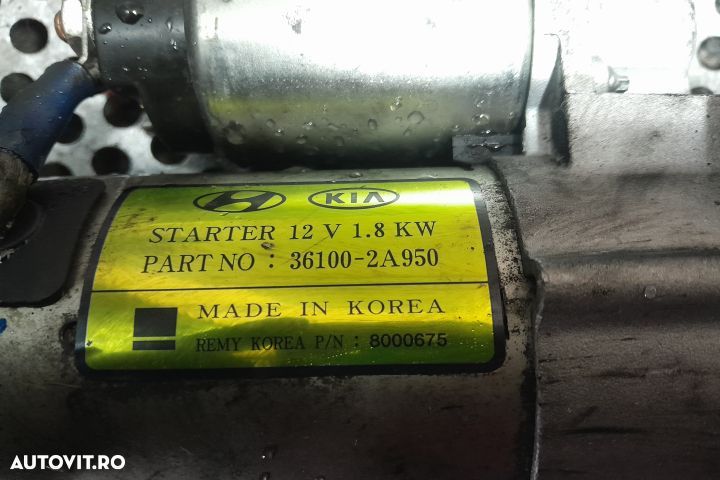 KIA
STARTER 12 V 1.8 KW
PART NO : 36100-2A950
MADE IN KOREA
REMY KOREA P/N : 8000675
AUTOVIT.RO